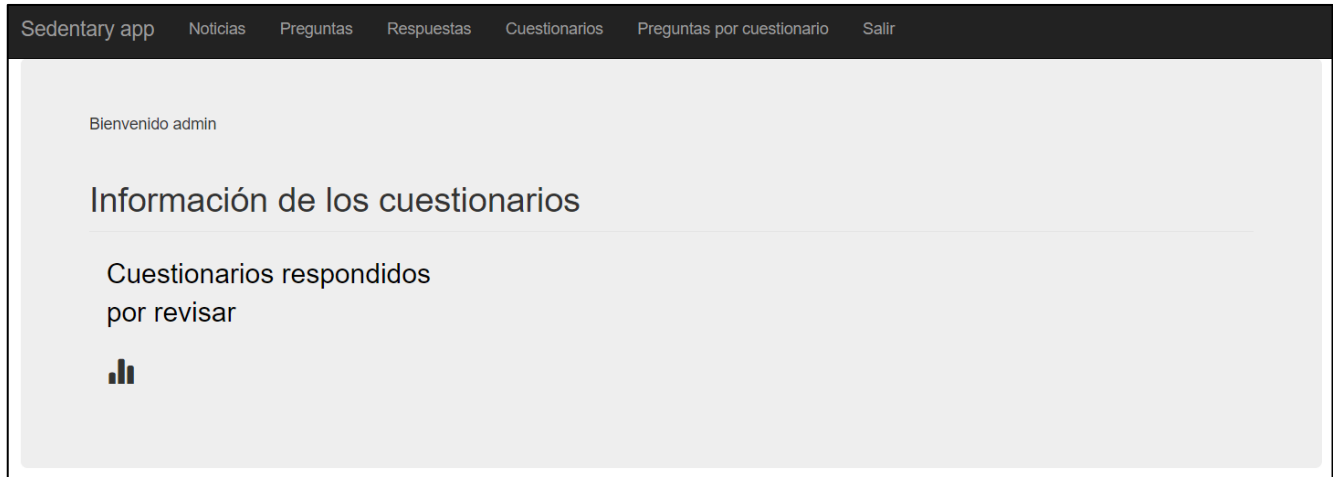 Sedentary app Noticias Preguntas Respuestas Cuestionarios Preguntas por cuestionario Salir
Bienvenido admin
Información de los cuestionarios
Cuestionarios respondidos
por revisar